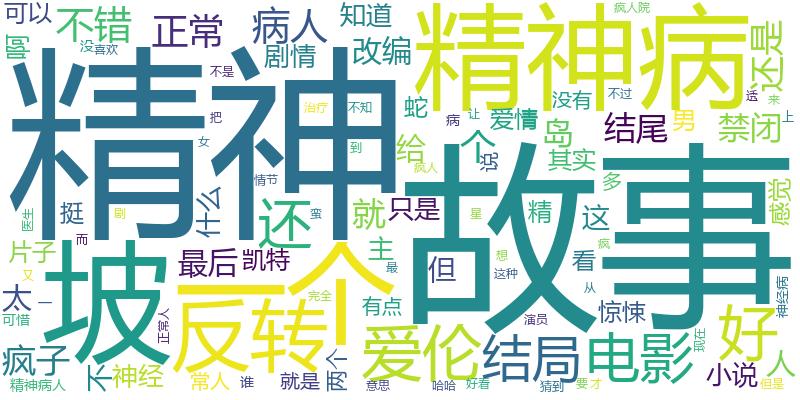 可以
不错
正常
病人
知道
精神病
疯人院
还是
啊
没
喜欢
剧情
改编
来
精神
不是
把
女
治疗
不知
蛇
爱情
没有
不过
透
上
病
让
岛
结尾
男
禁闭
到
给
个
说
故事
其实
疯人
多
感觉
情节
挺
什么
还
就
只是
精
这
医生
刷
蛮
星
片子
而
坡
最后
凯特
主
但
想
疯
看
最
这种
从
神经病
太
一
又
一个
完全
有点
惊悚
可惜
正常人
反转
爱伦
结局
演员
电影
现在
好
人
疯子
不
神经
常人
谁
就是
两个
意思
哈哈
好看
猜到
要
才
小说
但是
精神病人